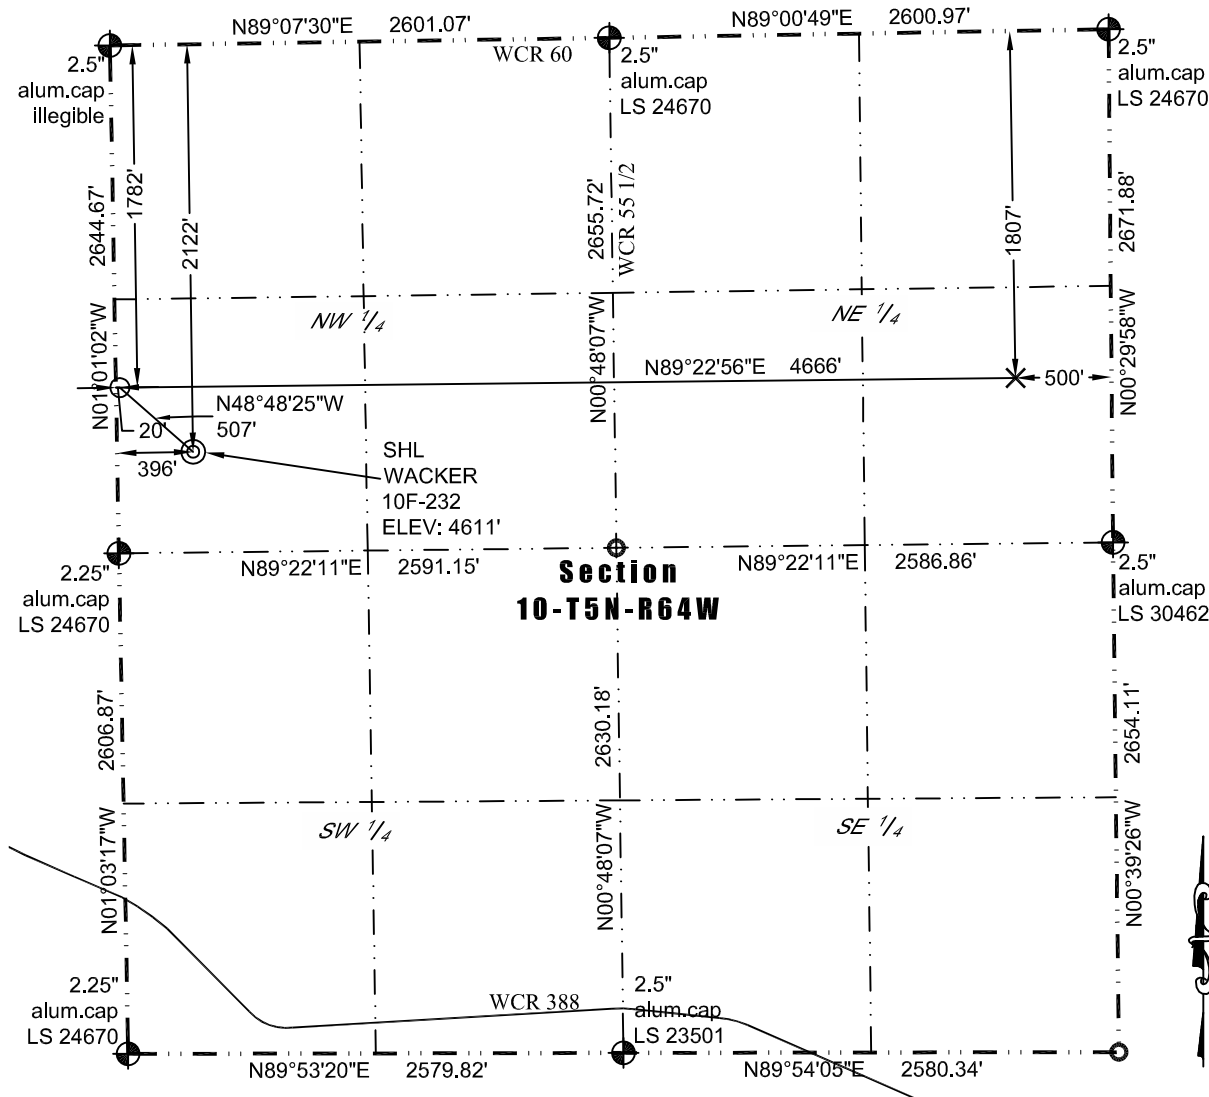 N89°07'30"E 2601.07'
N89°00'49"E 2600.97'
WCR 60
2.5"
alum.cap
illegible
2.5"
alum.cap
LS 24670
2.5"
alum.cap
LS 24670
2644.67'
1782'
2122'
2655.72'
WCR 55 1/2
1807'
2671.88'
N01°01'02"W
NW 1/4
N00°48'07"W
NE 1/4
N00°29'58"W
N89°22'56"E 4666'
500'
N48°48'25"W
507'
20'
396'
SHL
WACKER
10F-232
ELEV: 4611'
N89°22'11"E 2591.15'
N89°22'11"E 2586.86'
Section
10-T5N-R64W
2.25"
alum.cap
LS 24670
2.5"
alum.cap
LS 30462
2606.87'
2630.18'
2654.11'
N01°03'17"W
SW 1/4
N00°48'07"W
SE 1/4
N00°39'26"W
2.25"
alum.cap
LS 24670
WCR 388
2.5"
alum.cap
LS 23501
N89°53'20"E 2579.82'
N89°54'05"E 2580.34'